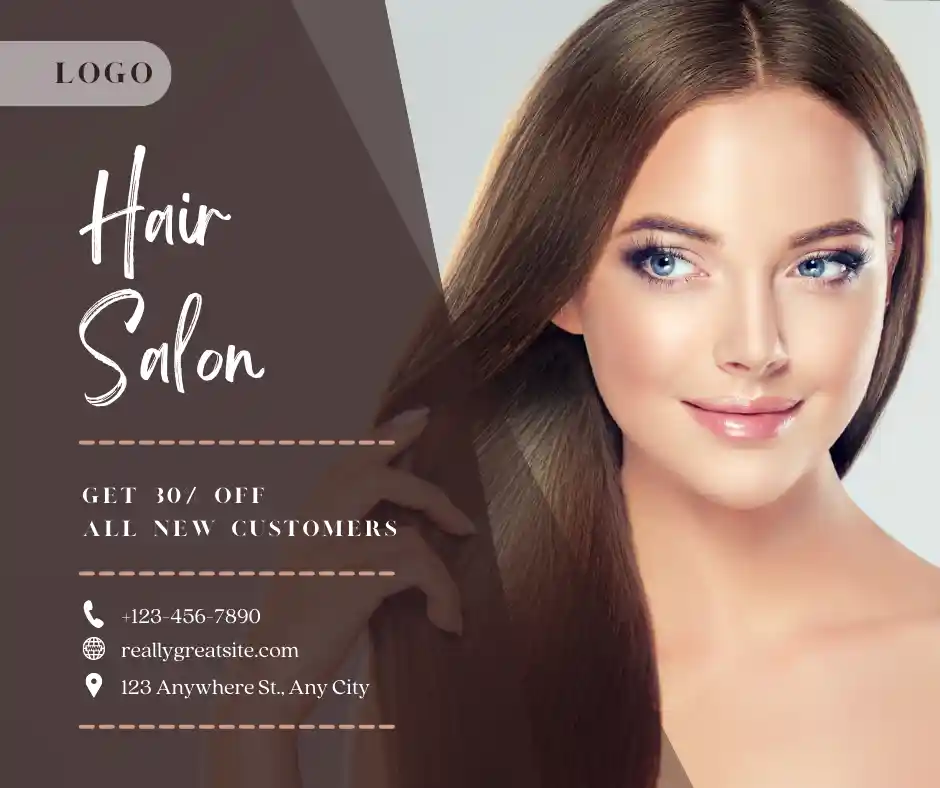 LOGO
Hair
Salon
GET 30/ OFF
ALL NEW CUSTOMERS
+123-456-7890
reallygreatsite.com
123 Anywhere St., Any City